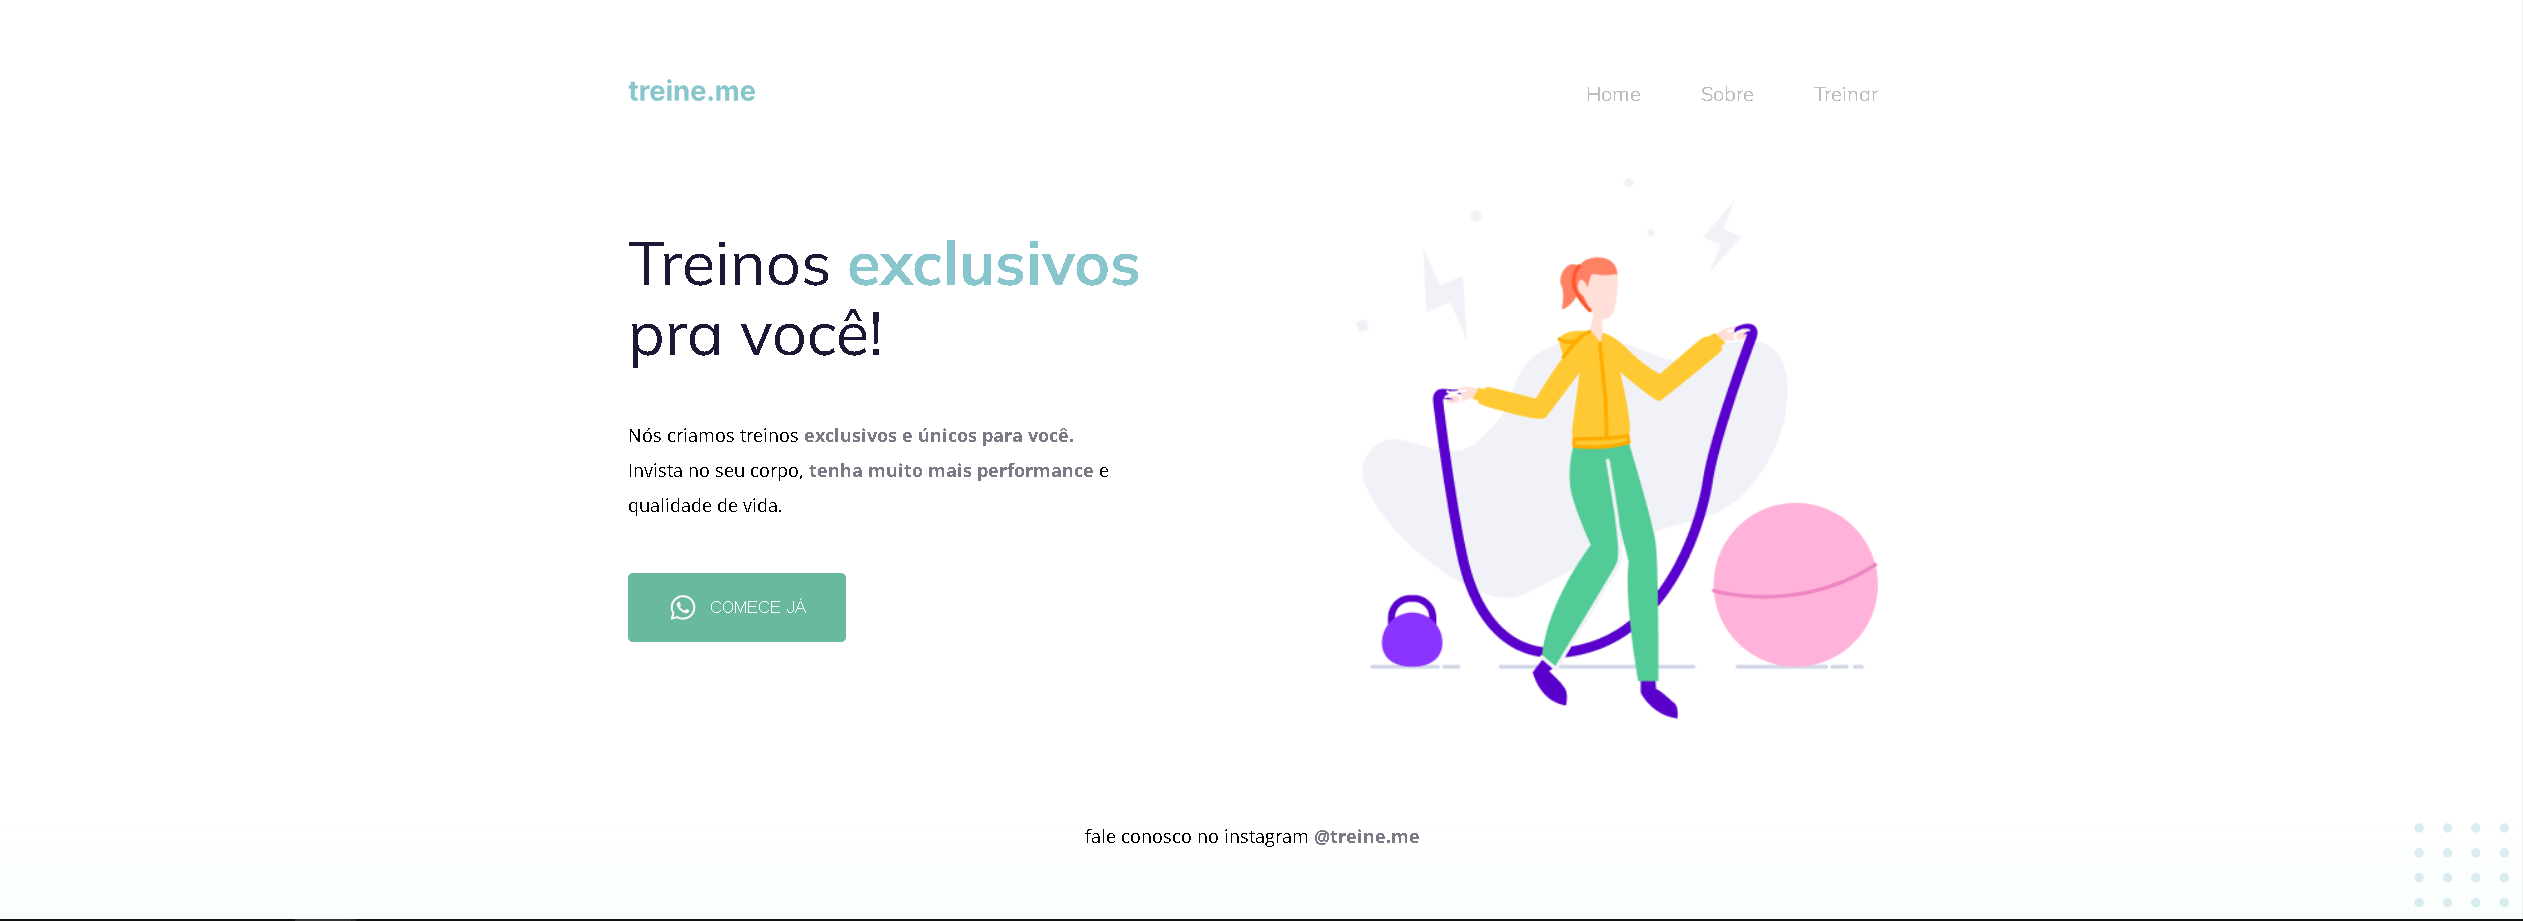 treine.me
Home
Sobre
Treinar
Treinos exclusivos
pra você!
Nós criamos treinos exclusivos e únicos para você.
Invista no seu corpo, tenha muito mais performance e
qualidade de vida.
COMECE JÁ
fale conosco no instagram @treine.me